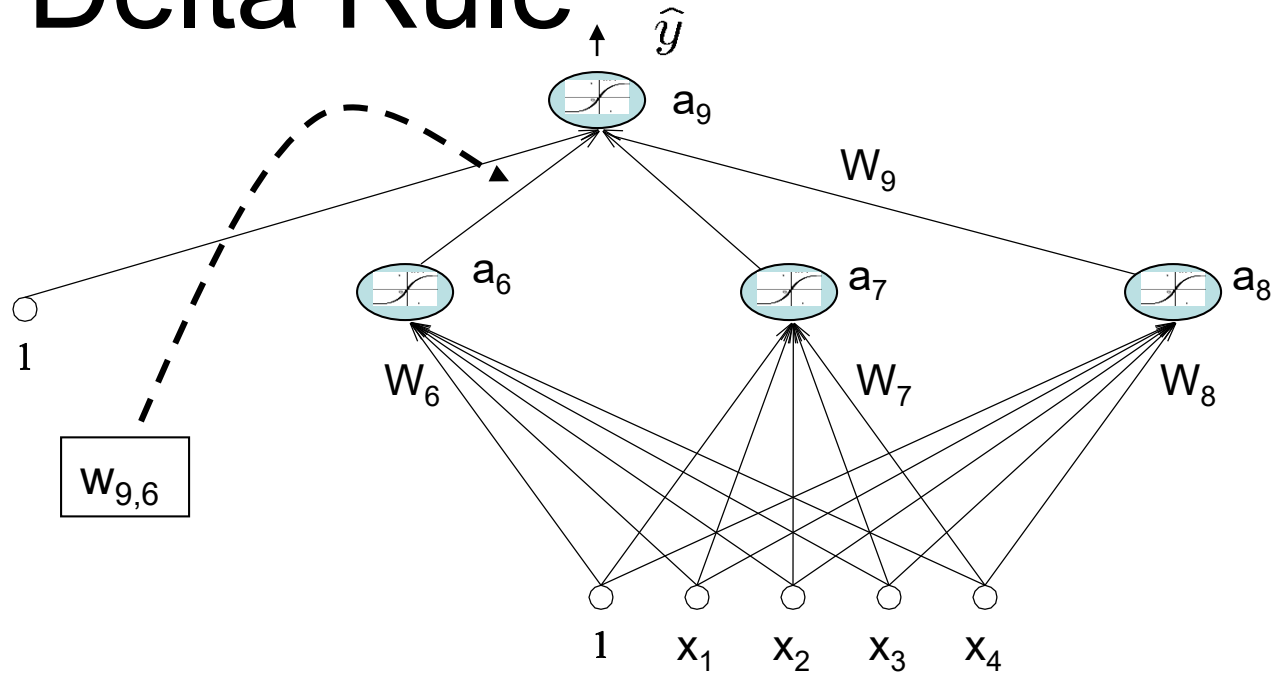 Delta Rule
ŷ
a₉
W₉
a₆
a₇
a₈
1
W₆
W₇
W₈
w₉,₆
1 x₁ x₂ x₃ x₄